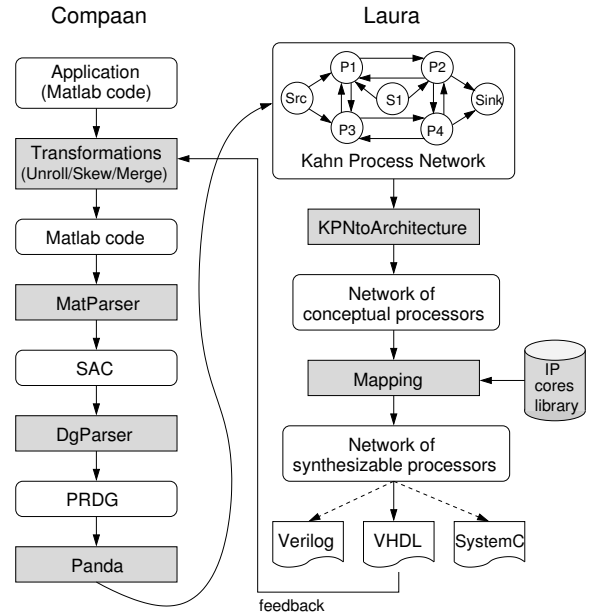 Compaan
Application
(Matlab code)
Transformations
(Unroll/Skew/Merge)
Matlab code
MatParser
SAC
DgParser
PRDG
Panda
Laura
P1
P2
Src
S1
Sink
P3
P4
Kahn Process Network
KPNtoArchitecture
Network of
conceptual processors
Mapping
IP
cores
library
Network of
synthesizable processors
Verilog
VHDL
SystemC
feedback